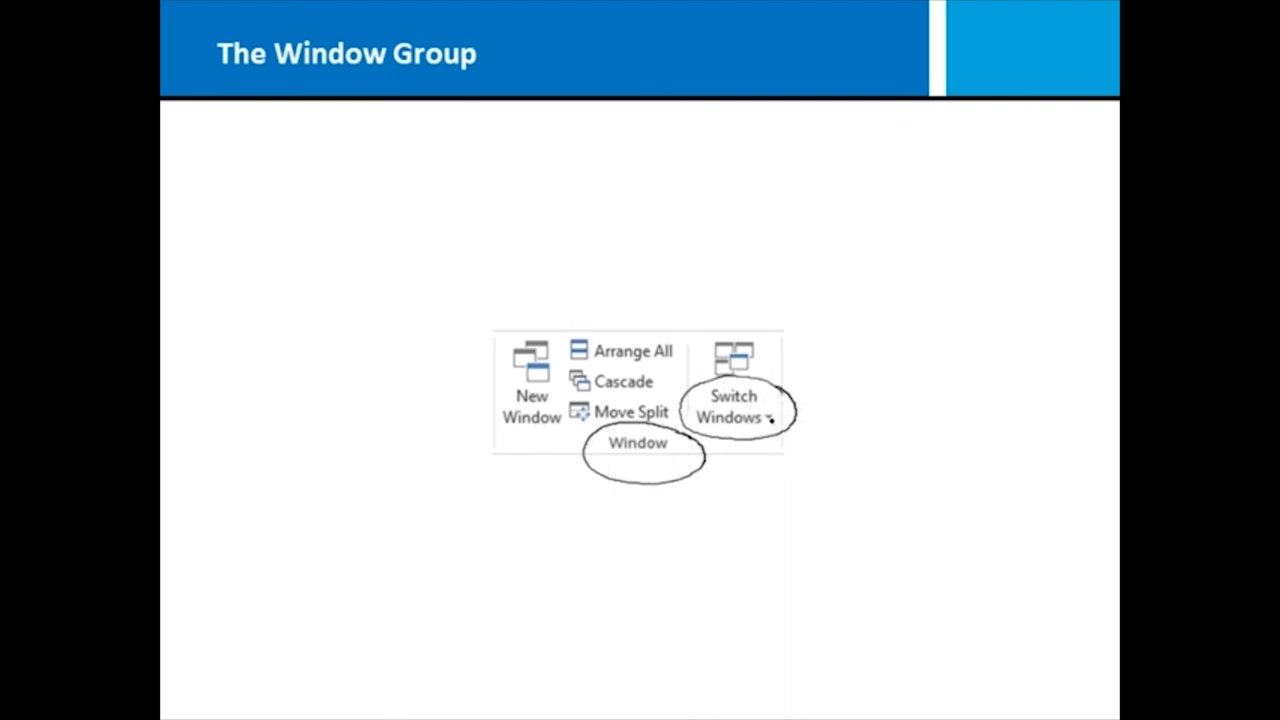 The Window Group
New
Window
Arrange All
Cascade
Move Split
Switch
Windows
Window